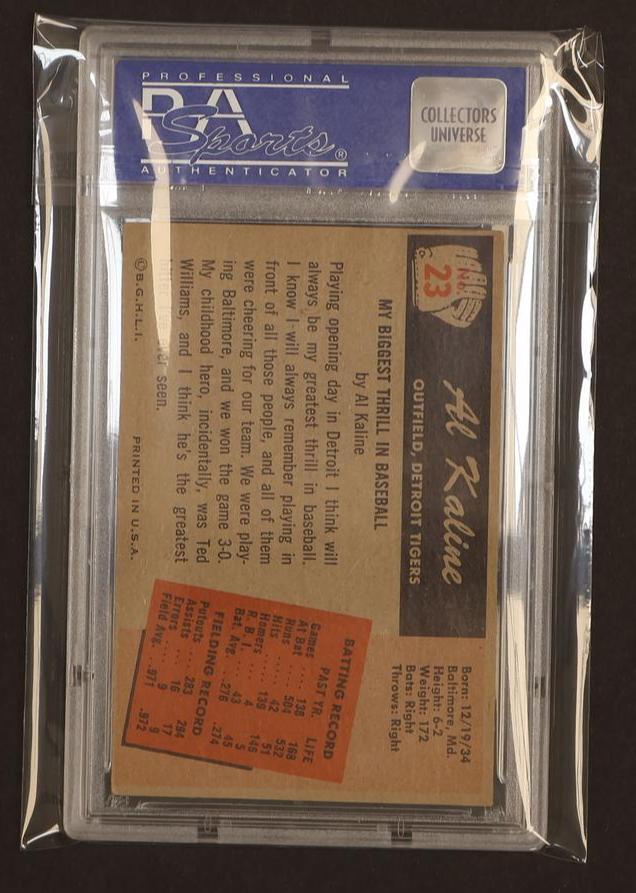 PROFESSIONAL
PSA
Sports®
AUTHENTICATOR
COLLECTORS
UNIVERSE
NO.
23
Al Kaline
OUTFIELD, DETROIT TIGERS
Born: 12/19/34
Baltimore, Md.
Height: 6-2
Weight: 172
Bats: Right
Throws: Right
MY BIGGEST THRILL IN BASEBALL
by Al Kaline
Playing opening day in Detroit I think will
always be my greatest thrill in baseball.
I know I will always remember playing in
front of all those people, and all of them
were cheering for our team. We were play-
ing Baltimore, and we won the game 3-0.
My childhood hero, incidentally, was Ted
Williams, and I think he's the greatest
seen.
BATTING RECORD
PAST YR. LIFE
Games .... 138 168
At Bat .... 504 532
Runs .... 42 51
Hits .... 139 146
Homers .... 4 5
R. B. I. .... 43 45
Bat. Avg. .276 .274
FIELDING RECORD
Putouts .... 283 294
Assists .... 16 17
Errors .... 9 9
Field Avg. .971 .972
©B.G.H.L.I. PRINTED IN U.S.A.